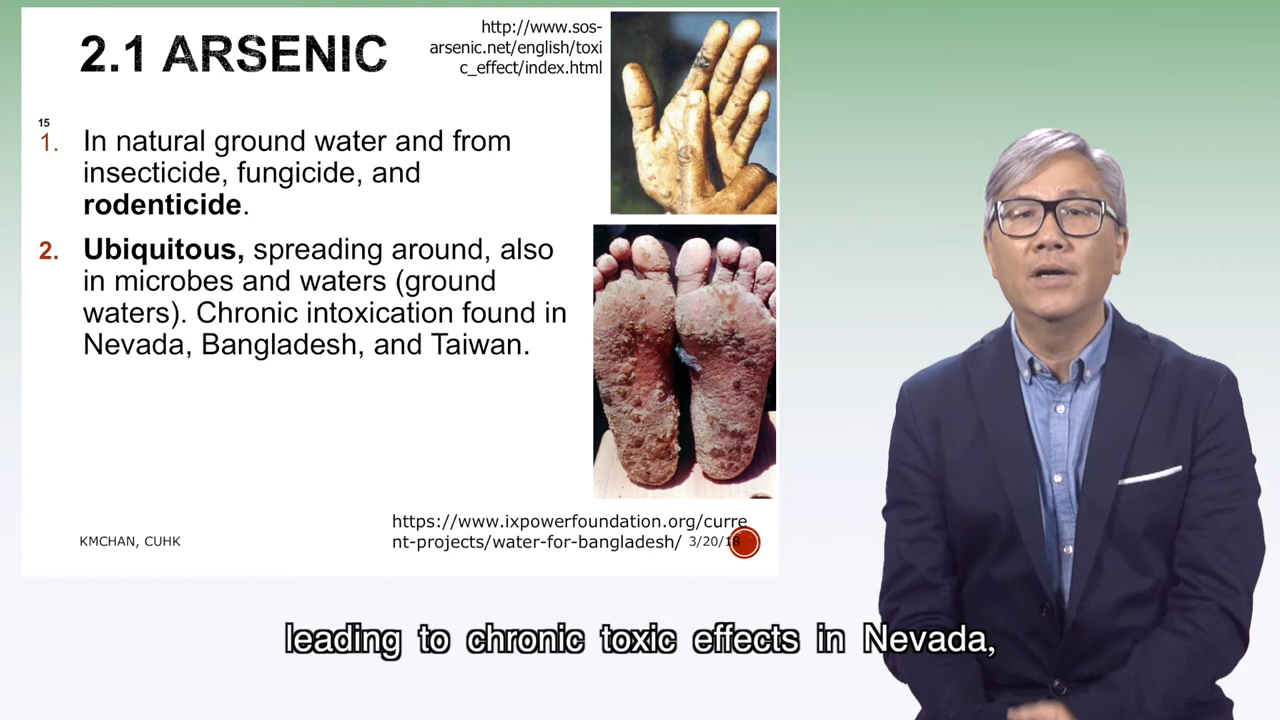 2.1 ARSENIC
http://www.sos-
arsenic.net/english/toxi
c_effect/index.html
15
1. In natural ground water and from
insecticide, fungicide, and
rodenticide.
2. Ubiquitous, spreading around, also
in microbes and waters (ground
waters). Chronic intoxication found in
Nevada, Bangladesh, and Taiwan.
https://www.ixpowerfoundation.org/curre
nt-projects/water-for-bangladesh/
KMCHAN, CUHK
3/20/18
leading to chronic toxic effects in Nevada,